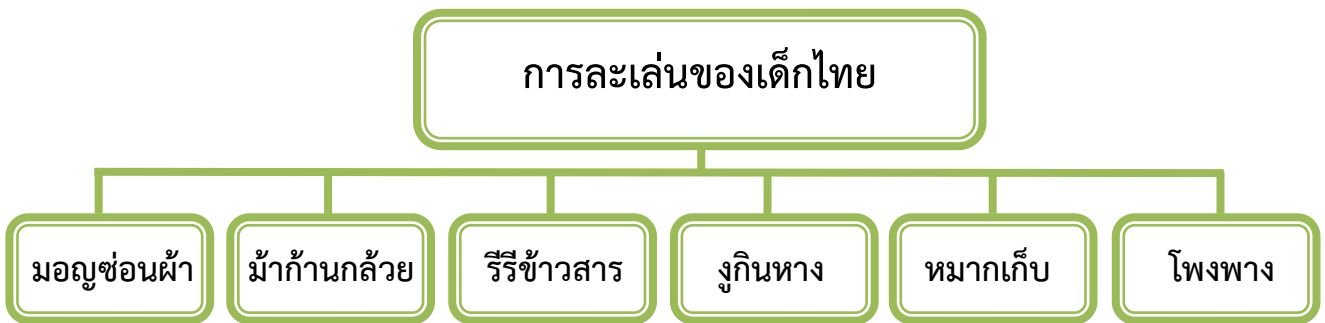 การละเล่นของเด็กไทย
มอญซ่อนผ้า
ม้าก้านกล้วย
รีรีข้าวสาร
งูกินหาง
หมากเก็บ
โพงพาง